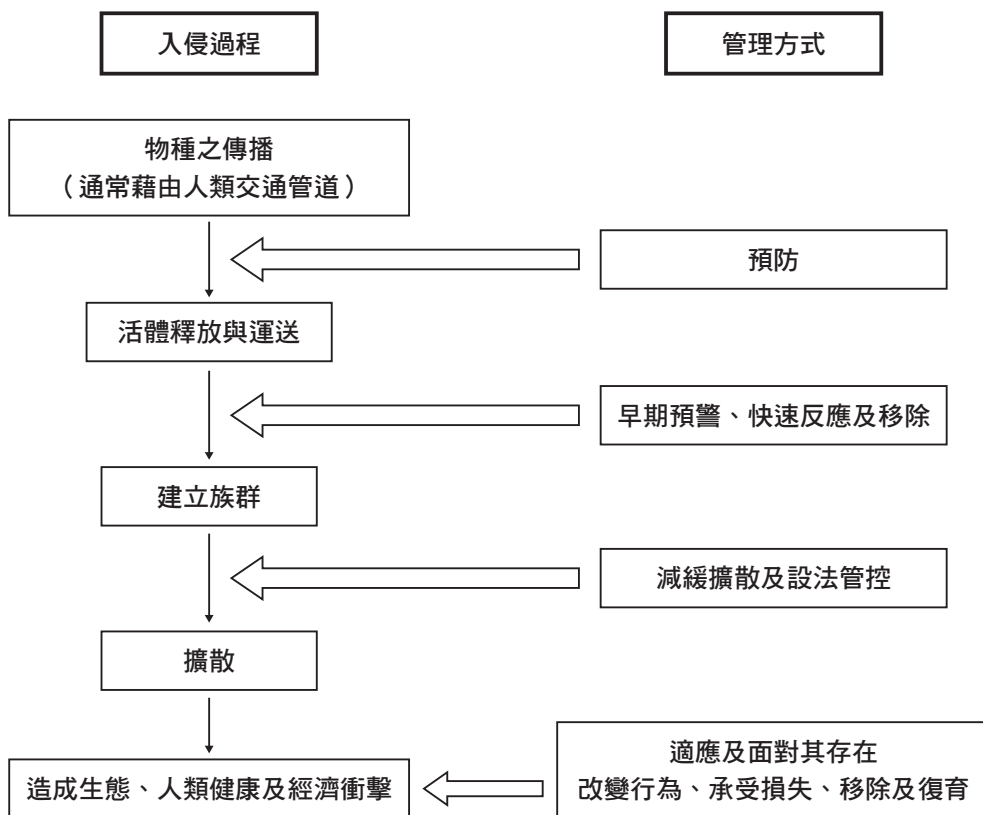 入侵過程
管理方式
物種之傳播
（通常藉由人類交通管道）
預防
活體釋放與運送
早期預警、快速反應及移除
建立族群
減緩擴散及設法管控
擴散
造成生態、人類健康及經濟衝擊
適應及面對其存在
改變行為、承受損失、移除及復育